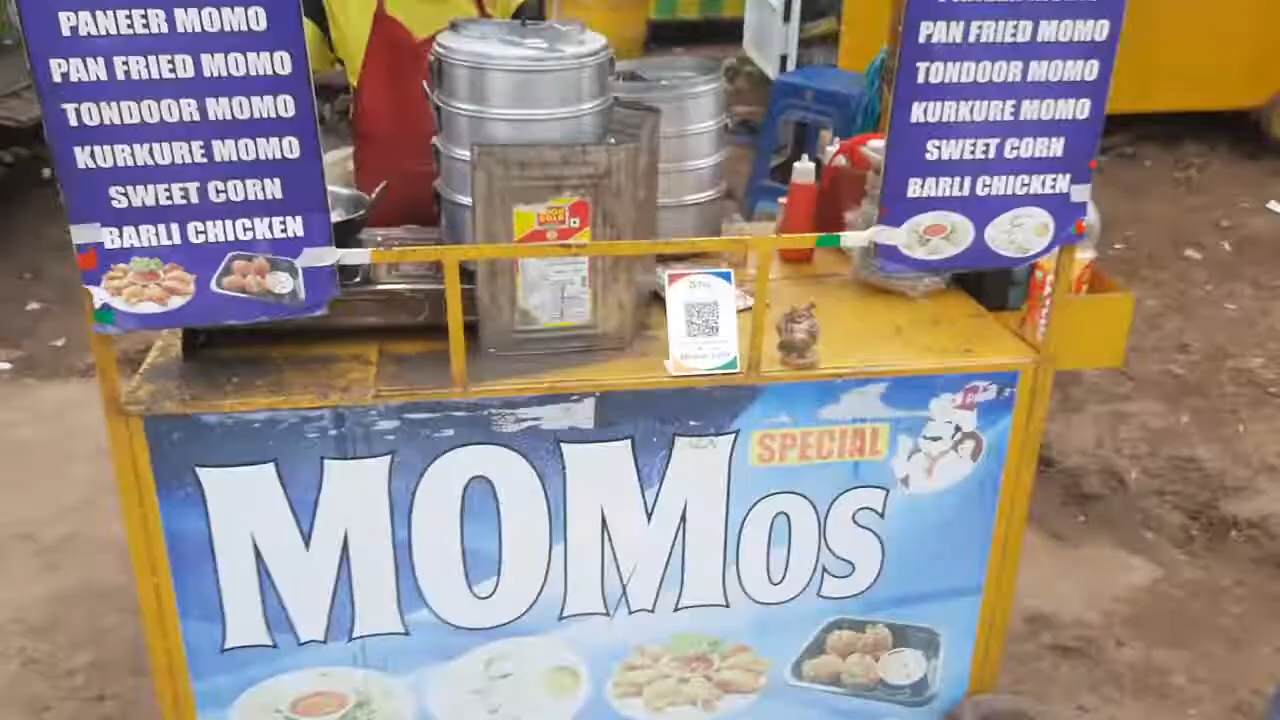 PANEER MOMO
PAN FRIED MOMO
TONDOOR MOMO
KURKURE MOMO
SWEET CORN
BARLI CHICKEN
PAN FRIED MOMO
TONDOOR MOMO
KURKURE MOMO
SWEET CORN
BARLI CHICKEN
SPECIAL
MOMOS